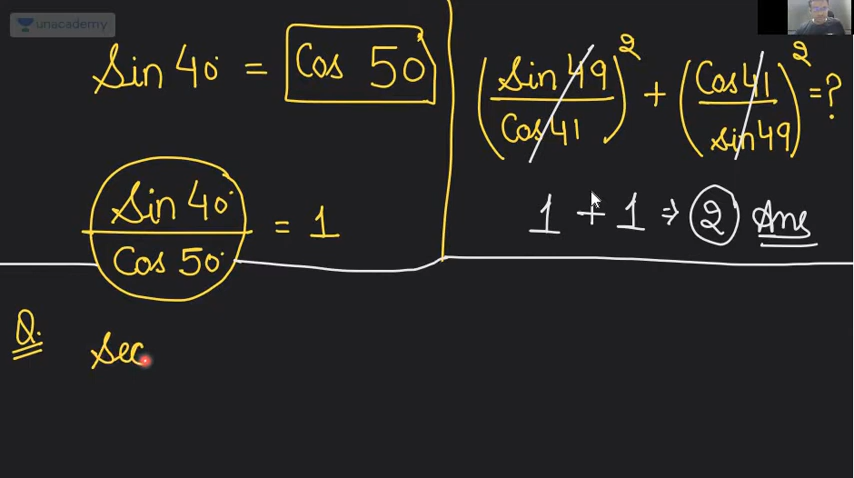 unacademy
Sin 40° = Cos 50°
Sin 40° / Cos 50° = 1
(Sin 49 / Cos 41)² + (Cos 41 / Sin 49)² = ?
1 + 1 ⇒ 2 Ans
Q. Sec